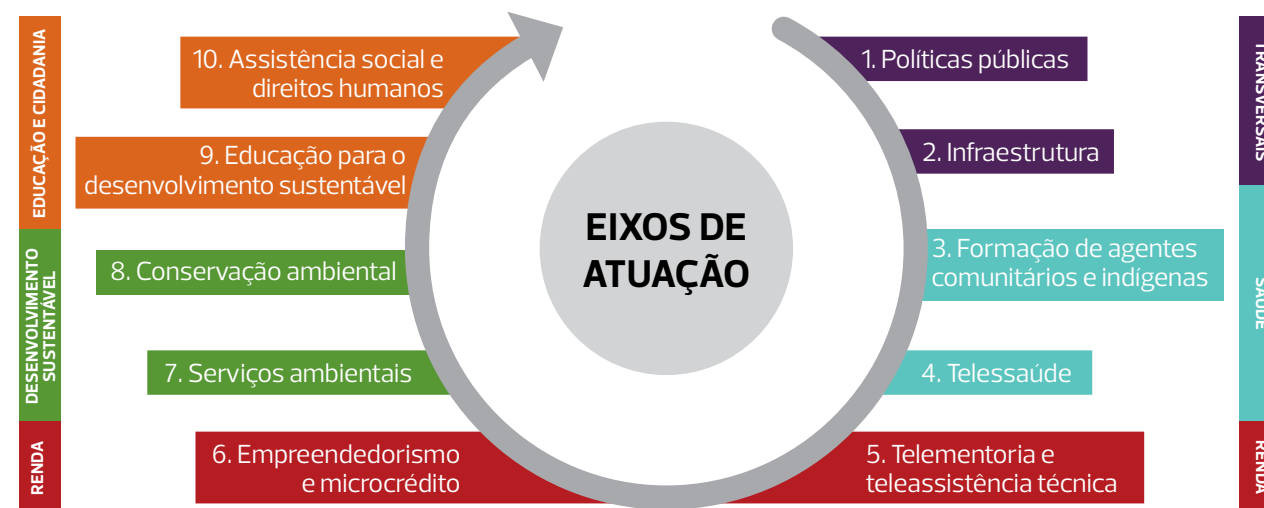 EIXOS DE
ATUAÇÃO
TRANSVERSAIS
1. Políticas públicas
2. Infraestrutura
SAÚDE
3. Formação de agentes
comunitários e indígenas
4. Telessaúde
RENDA
5. Telementoria e
teleassistência técnica
RENDA
6. Empreendedorismo
e microcrédito
DESENVOLVIMENTO
SUSTENTÁVEL
7. Serviços ambientais
8. Conservação ambiental
EDUCAÇÃO E CIDADANIA
9. Educação para o
desenvolvimento sustentável
10. Assistência social e
direitos humanos